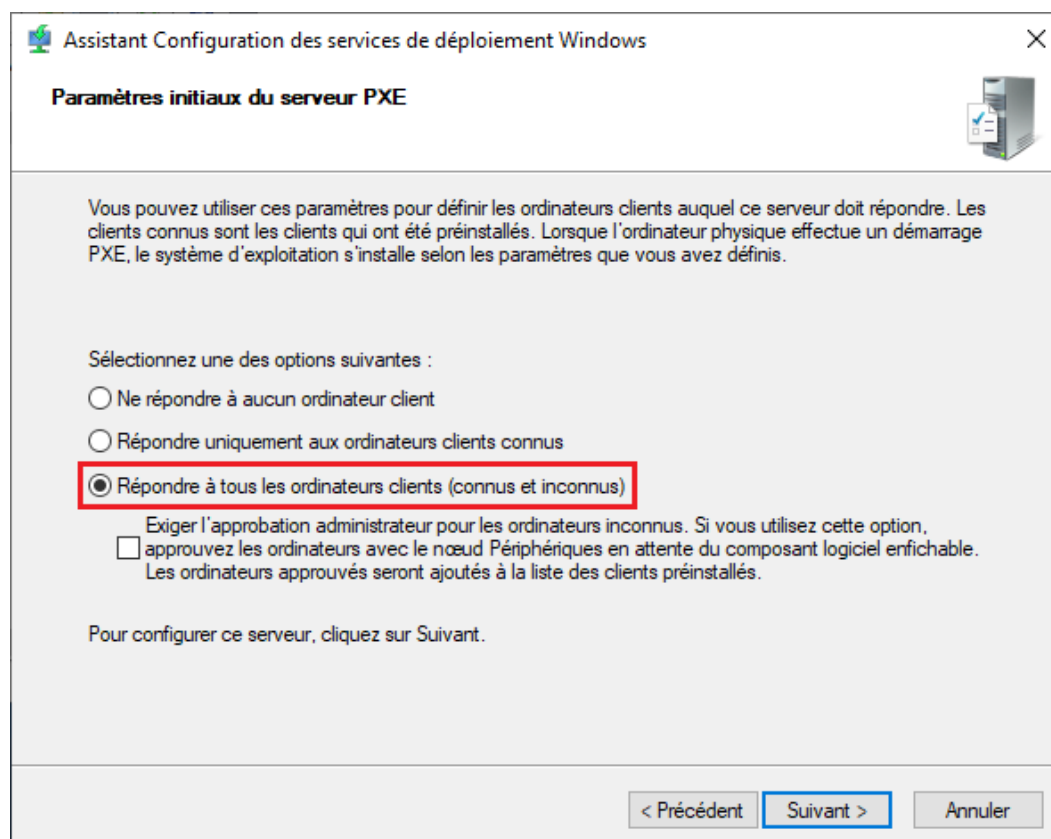 Assistant Configuration des services de déploiement Windows
Paramètres initiaux du serveur PXE
Vous pouvez utiliser ces paramètres pour définir les ordinateurs clients auquel ce serveur doit répondre. Les
clients connus sont les clients qui ont été préinstallés. Lorsque l'ordinateur physique effectue un démarrage
PXE, le système d'exploitation s'installe selon les paramètres que vous avez définis.
Sélectionnez une des options suivantes :
Ne répondre à aucun ordinateur client
Répondre uniquement aux ordinateurs clients connus
Répondre à tous les ordinateurs clients (connus et inconnus)
Exiger l'approbation administrateur pour les ordinateurs inconnus. Si vous utilisez cette option,
approuvez les ordinateurs avec le nœud Périphériques en attente du composant logiciel enfichable.
Les ordinateurs approuvés seront ajoutés à la liste des clients préinstallés.
Pour configurer ce serveur, cliquez sur Suivant.
< Précédent Suivant > Annuler